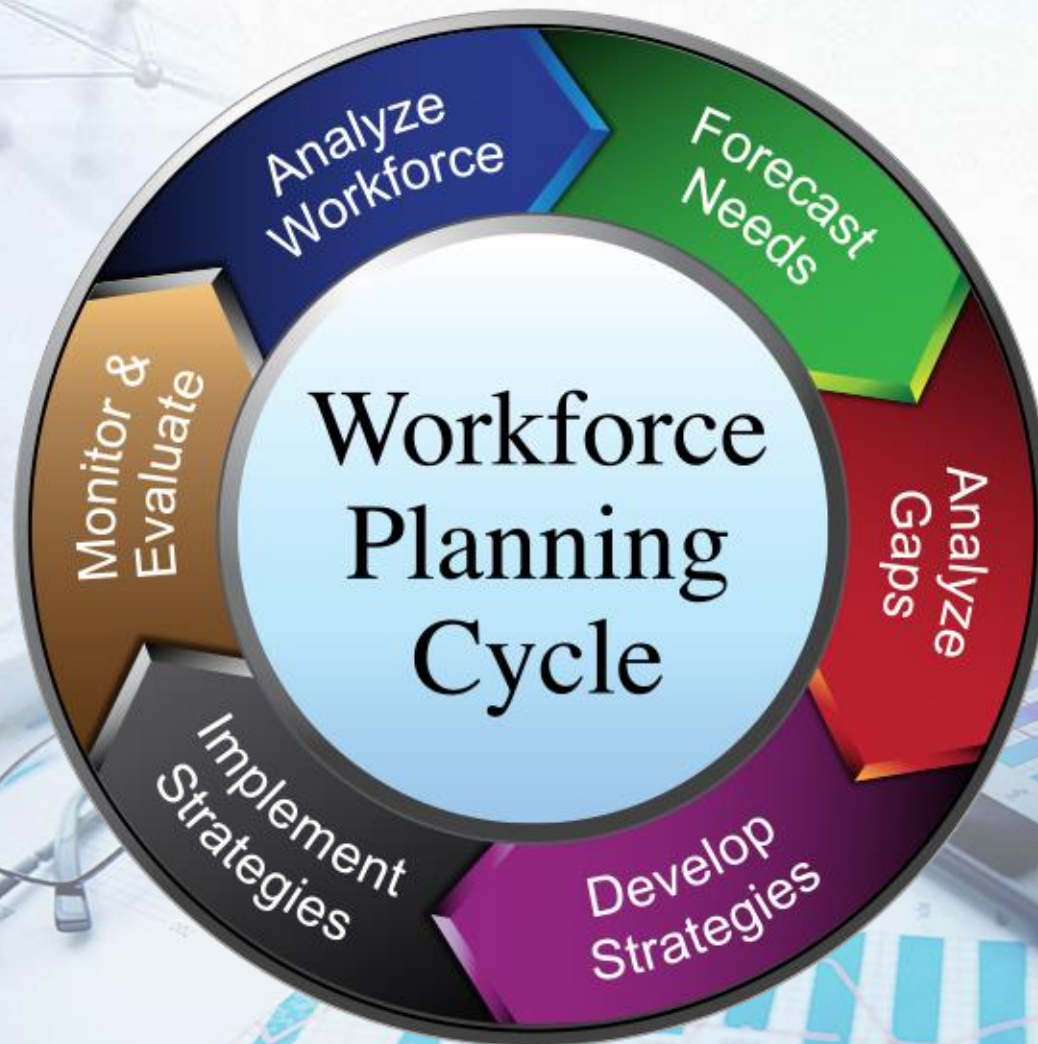 Workforce
Planning
Cycle
Analyze
Workforce
Forecast
Needs
Analyze
Gaps
Develop
Strategies
Implement
Strategies
Monitor &
Evaluate